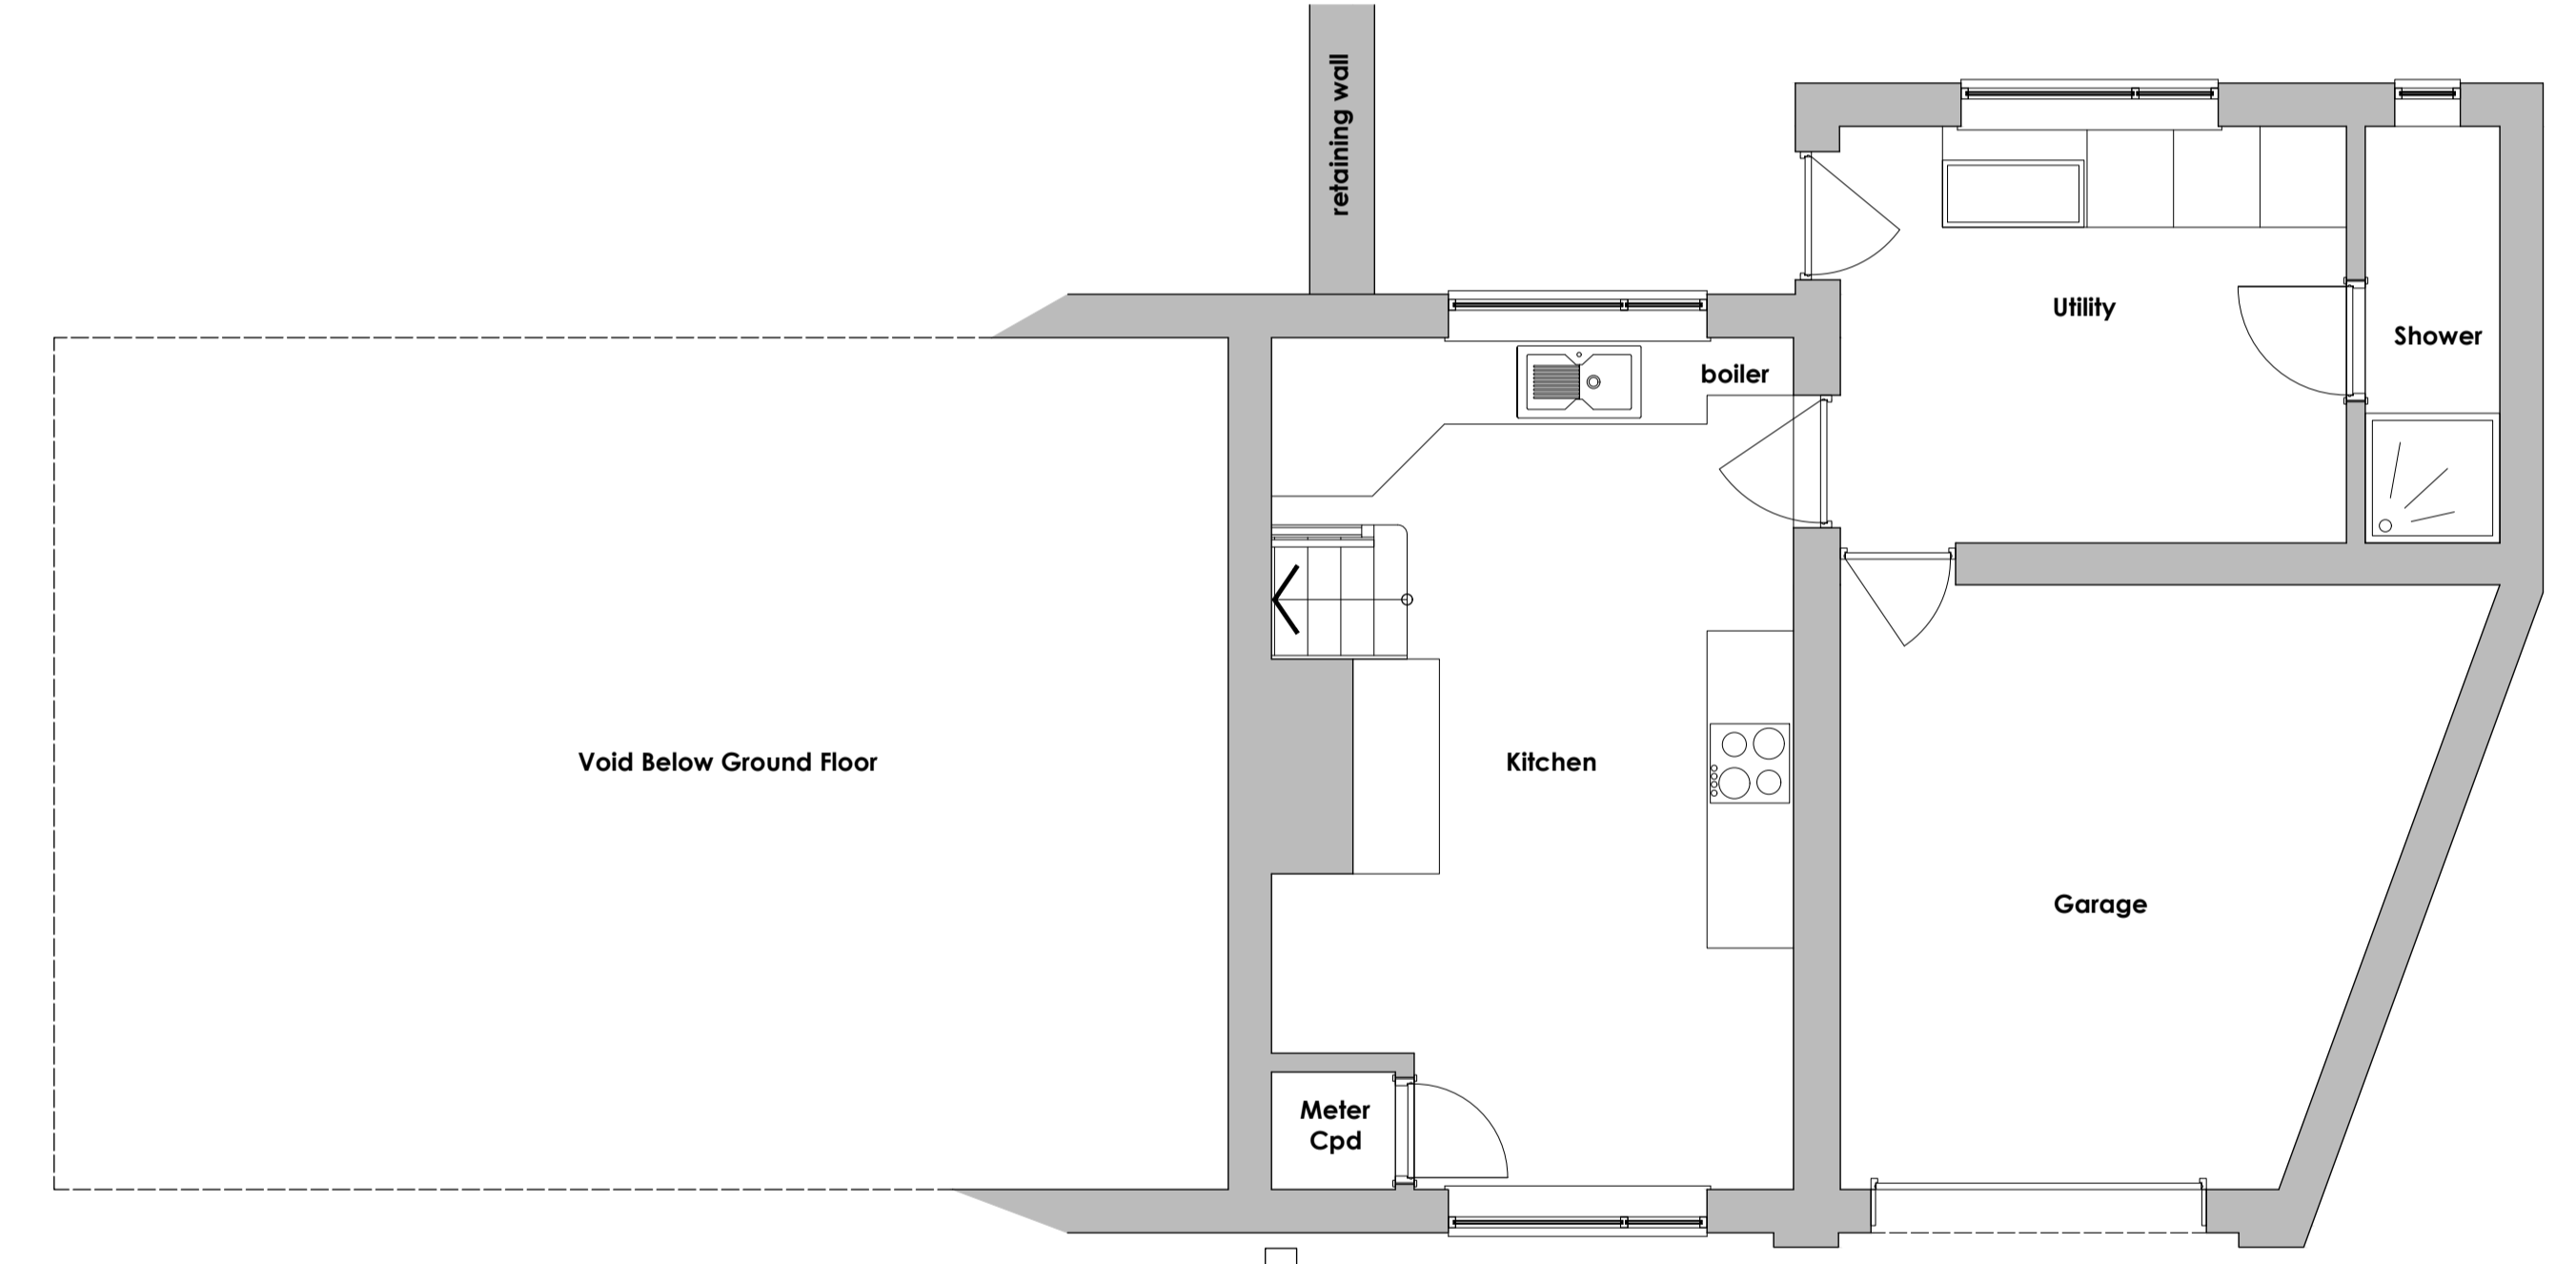 retaining wall
Utility
Shower
boiler
Void Below Ground Floor
Kitchen
Garage
Meter
Cpd